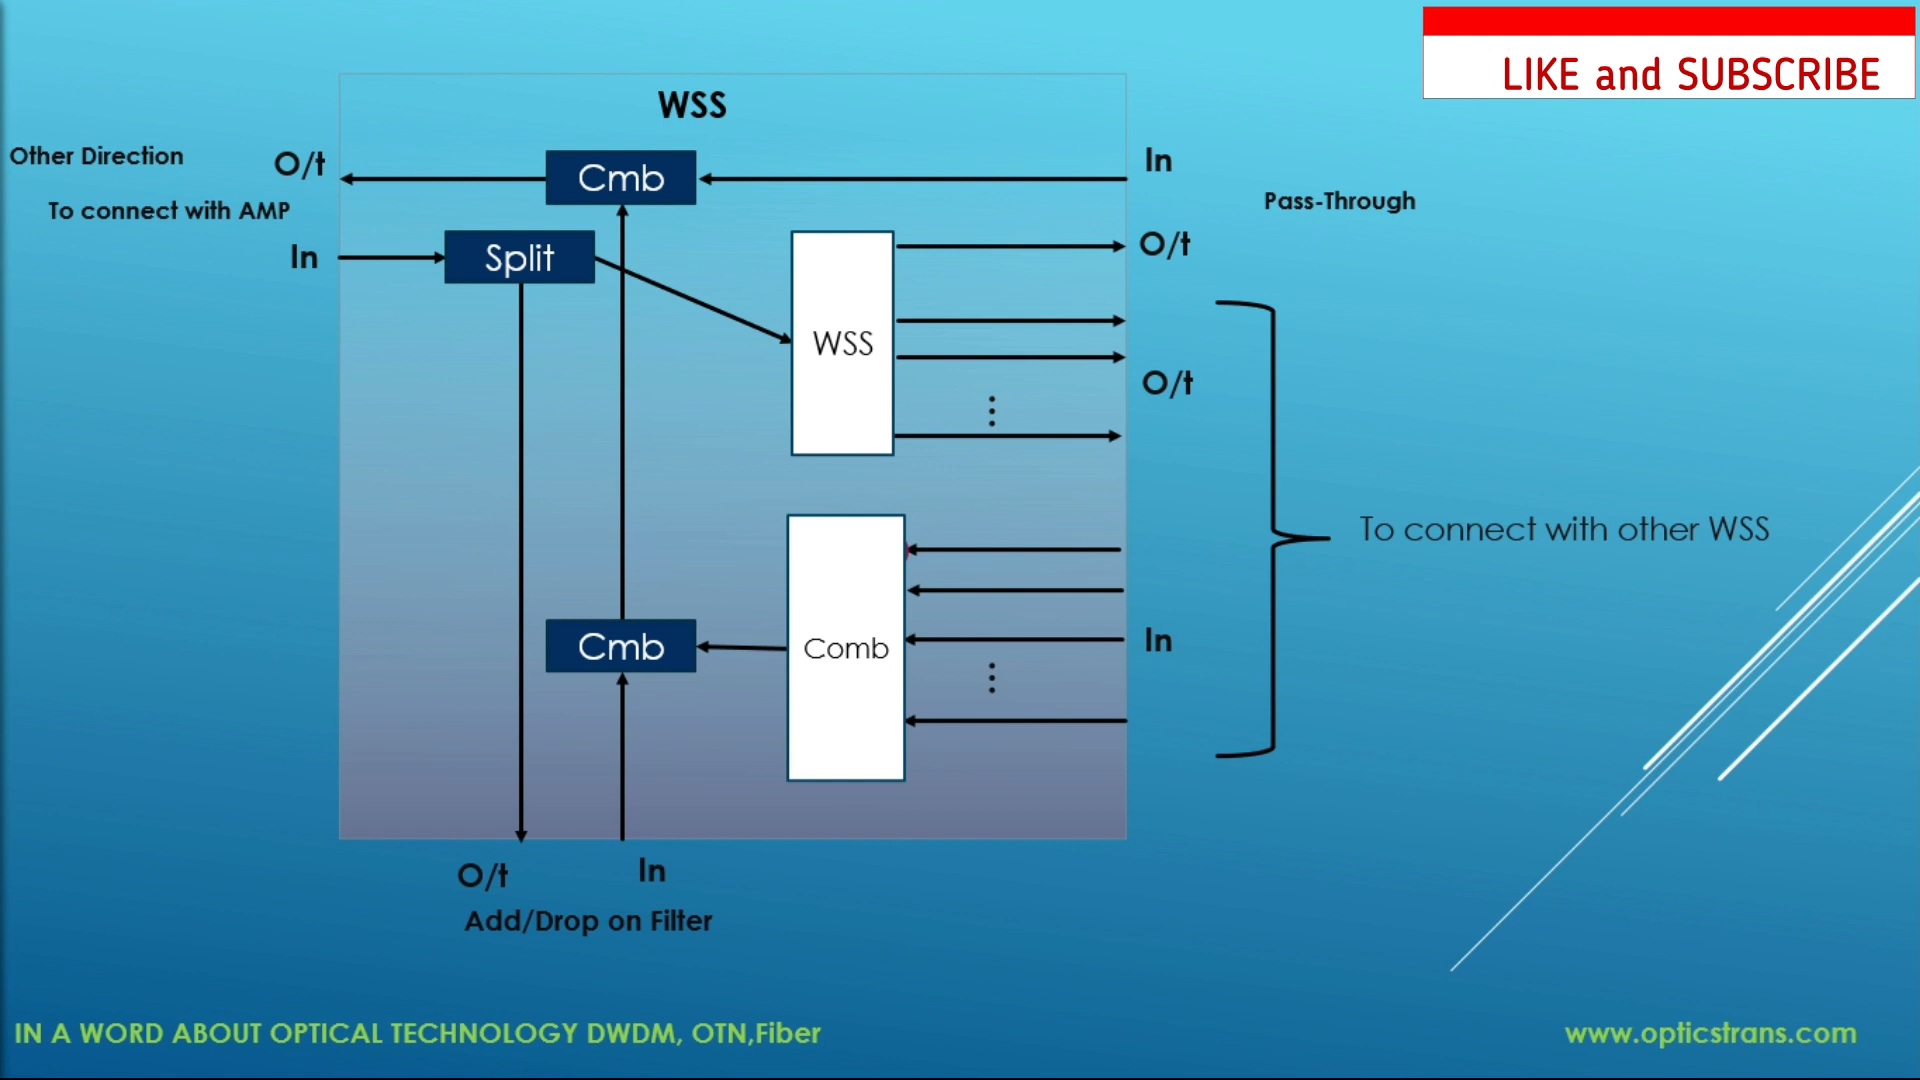 LIKE and SUBSCRIBE
WSS
Other Direction
O/t
Cmb
In
To connect with AMP
Pass-Through
In
Split
O/t
WSS
O/t
To connect with other WSS
Cmb
Comb
In
O/t
In
Add/Drop on Filter
IN A WORD ABOUT OPTICAL TECHNOLOGY DWDM, OTN,Fiber
www.opticstrans.com